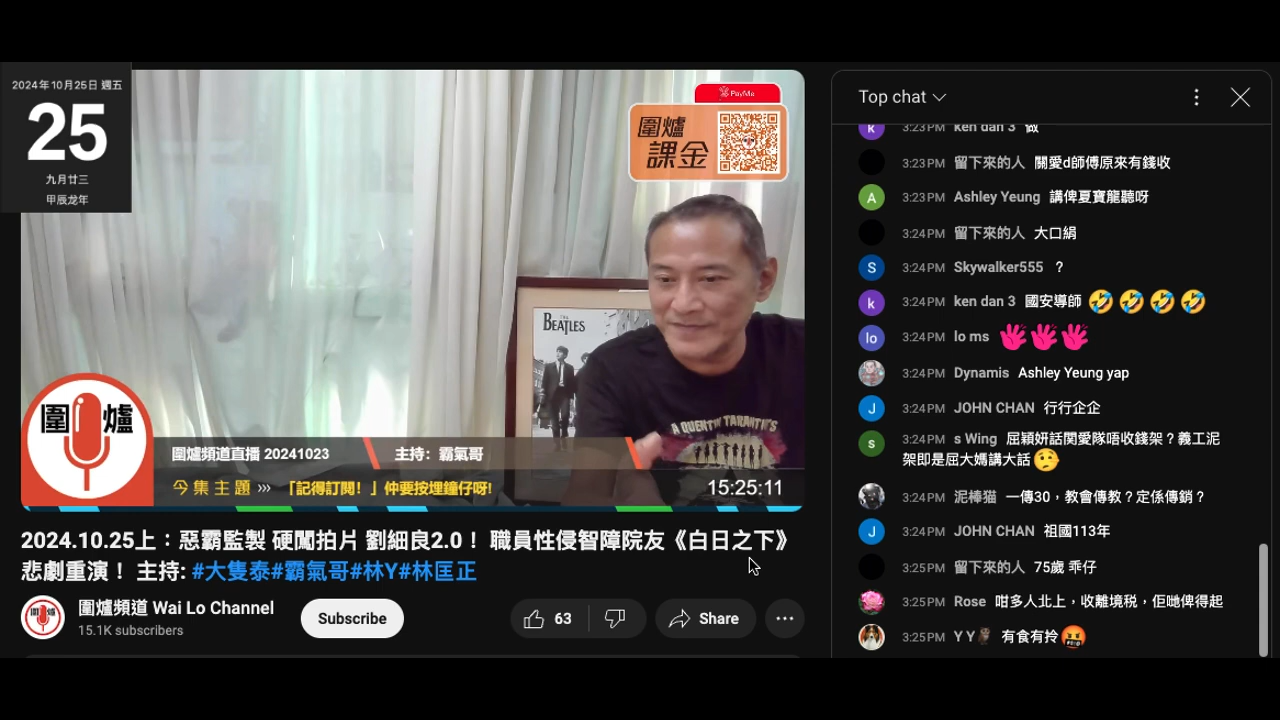 2024年10月25日 週五
25
九月廿三
甲辰龙年
PayMe
圍爐
課金
THE
BEATLES
A QUENTIN TARANTINO'S
圍爐
圍爐頻道直播 20241023
主持：霸氣哥
今集主題 »› 「記得訂閱！」仲要按埋鐘仔呀!
15:25:11
2024.10.25上：惡霸監製 硬闖拍片 劉細良2.0！ 職員性侵智障院友《白日之下》
悲劇重演！ 主持: #大隻泰#霸氣哥#林Y#林匡正
圍爐頻道 Wai Lo Channel
15.1K subscribers
Subscribe
63
Share
Top chat
k 3:23PM ken dan 3 做
3:23PM 留下來的人 關愛d師傅原來有錢收
A 3:23PM Ashley Yeung 講俾夏寶龍聽呀
3:24PM 留下來的人 大口絹
S 3:24PM Skywalker555 ?
k 3:24PM ken dan 3 國安導師 🤣🤣🤣🤣
lo 3:24PM lo ms
3:24PM Dynamis Ashley Yeung yap
J 3:24PM JOHN CHAN 行行企企
s 3:24PM s Wing 屈穎妍話関愛隊唔收錢架？義工泥
架即是屈大媽講大話🤥
3:24PM 泥棒猫 一傳30，教會傳教？定係傳銷？
J 3:24PM JOHN CHAN 祖國113年
3:25PM 留下來的人 75歲 乖仔
3:25PM Rose 咁多人北上，收離境税，佢哋俾得起
3:25PM Y Y🦉 有食有拎🤬